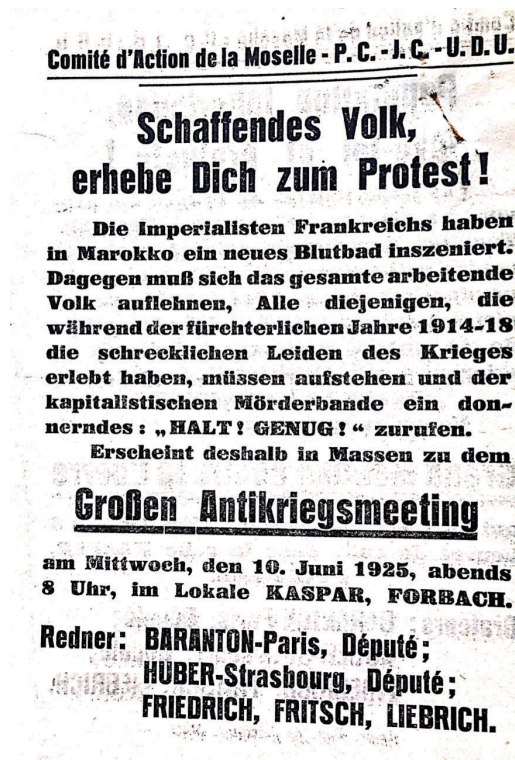 Comité d'Action de la Moselle - P. C. - J. C. - U. D. U.
Schaffendes Volk,
erhebe Dich zum Protest!
Die Imperialisten Frankreichs haben
in Marokko ein neues Blutbad inszeniert.
Dagegen muß sich das gesamte arbeitende
Volk auflehnen, Alle diejenigen, die
während der fürchterlichen Jahre 1914-18
die schrecklichen Leiden des Krieges
erlebt haben, müssen aufstehen und der
kapitalistischen Mörderbande ein don-
nerndes : „HALT! GENUG!“ zurufen.
Erscheint deshalb in Massen zu dem
Großen Antikriegsmeeting
am Mittwoch, den 10. Juni 1925, abends
8 Uhr, im Lokale KASPAR, FORBACH.
Redner: BARANTON-Paris, Député;
HUBER-Strasbourg, Député;
FRIEDRICH, FRITSCH, LIEBRICH.